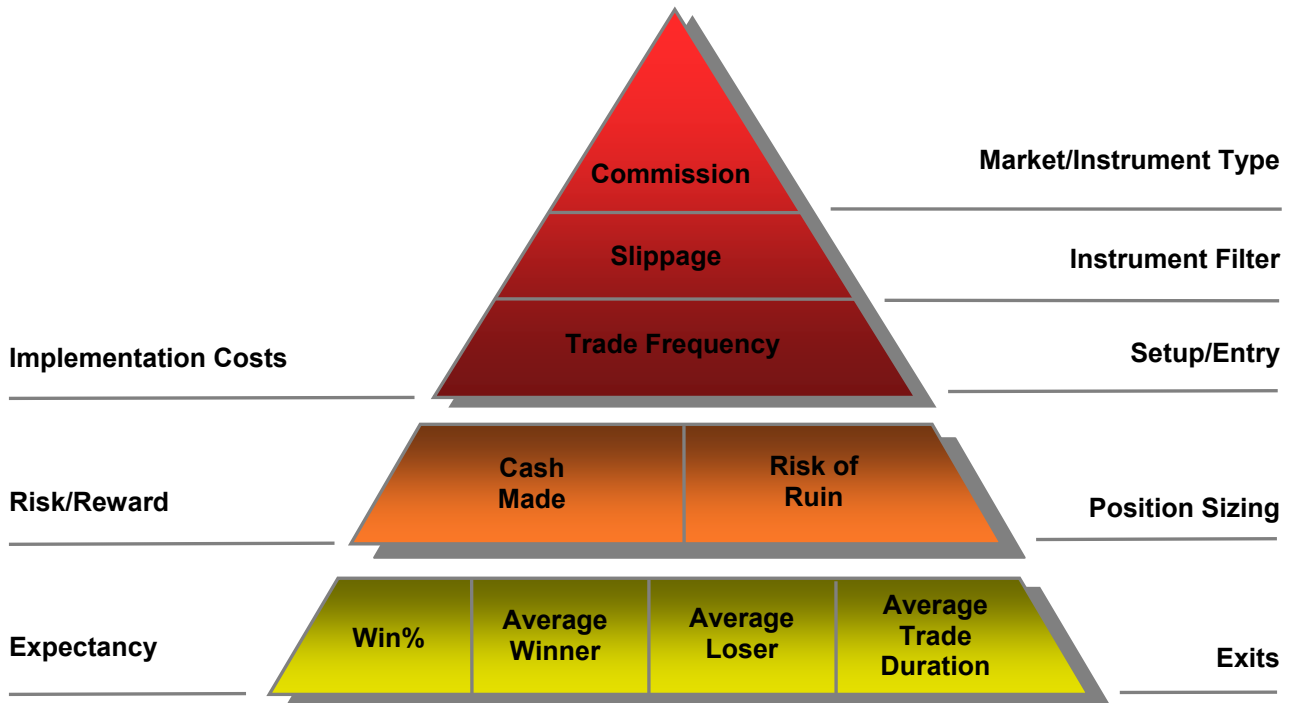 Commission
Market/Instrument Type
Slippage
Instrument Filter
Trade Frequency
Implementation Costs
Setup/Entry
Cash
Made
Risk of
Ruin
Risk/Reward
Position Sizing
Win%
Average
Winner
Average
Loser
Average
Trade
Duration
Expectancy
Exits